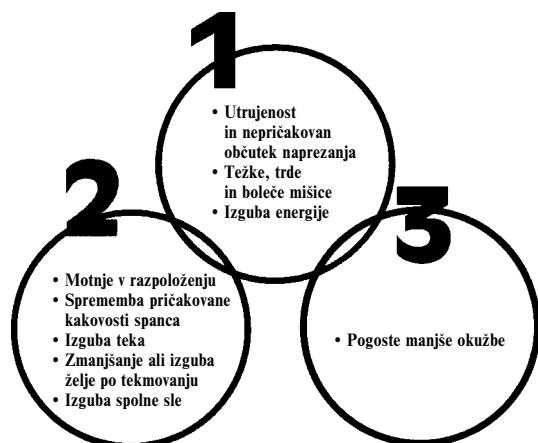 1
• Utrujenost
in nepričakovan
občutek naprezanja
• Težke, trde
in boleče mišice
• Izguba energije
2
• Motnje v razpoloženju
• Sprememba pričakovane
kakovosti spanca
• Izguba teka
• Zmanjšanje ali izguba
želje po tekmovanju
• Izguba spolne sle
3
• Pogoste manjše okužbe